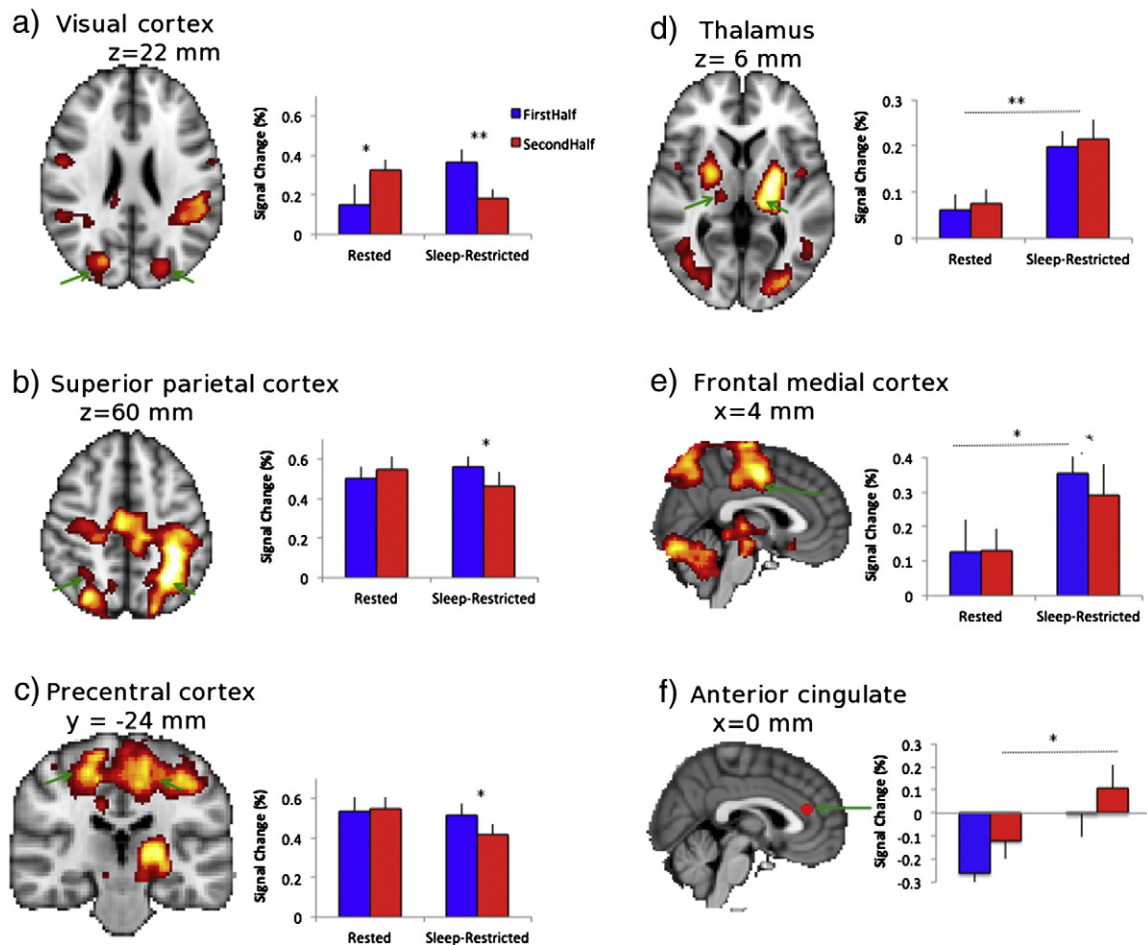 a) Visual cortex
z=22 mm
Signal Change (%)
0.6
0.4
0.2
0
*
**
FirstHalf
SecondHalf
Rested
Sleep-Restricted
b) Superior parietal cortex
z=60 mm
Signal Change (%)
0.6
0.4
0.2
0
*
Rested
Sleep-Restricted
c) Precentral cortex
y = -24 mm
Signal Change (%)
0.6
0.4
0.2
0
*
Rested
Sleep-Restricted
d) Thalamus
z= 6 mm
Signal Change (%)
0.3
0.2
0.1
0
**
Rested
Sleep-Restricted
e) Frontal medial cortex
x=4 mm
Signal Change (%)
0.4
0.3
0.2
0.1
0
*
*
Rested
Sleep-Restricted
f) Anterior cingulate
x=0 mm
Signal Change (%)
0.3
0.2
0.1
0
-0.1
-0.2
-0.3
*